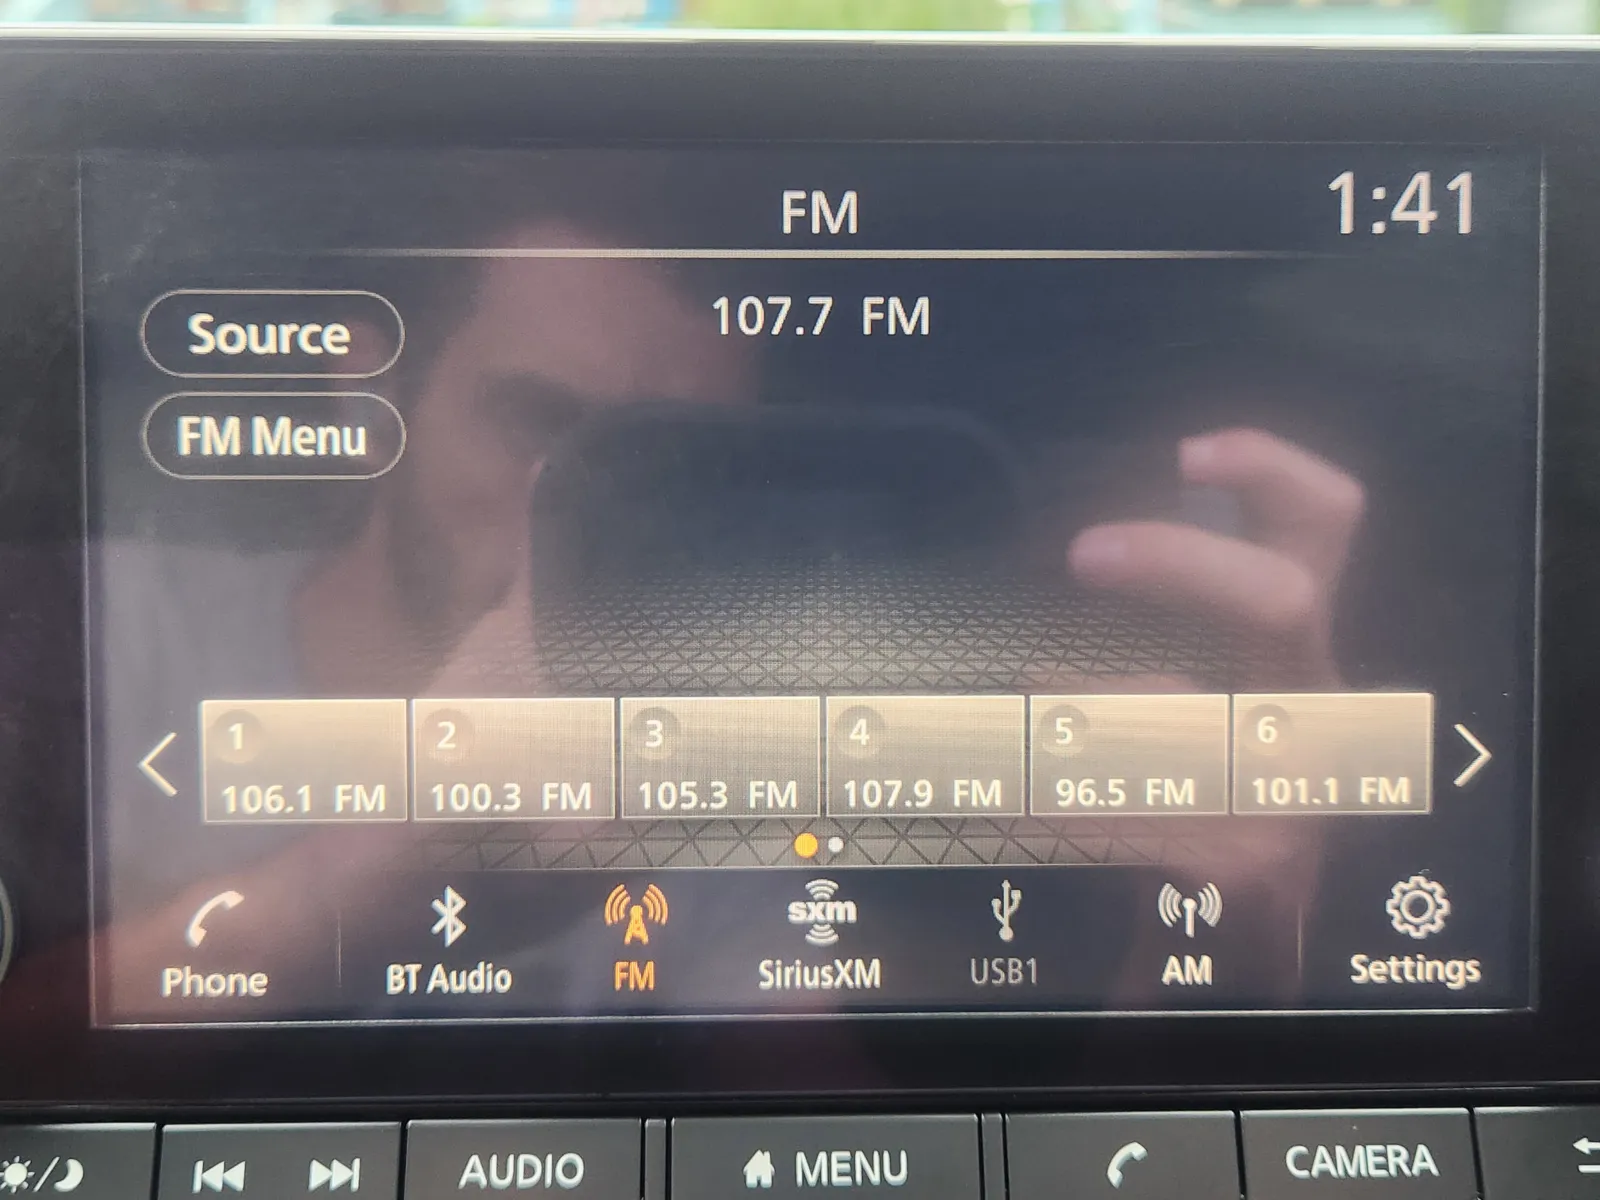 FM
1:41
107.7 FM
Source
FM Menu
1 2 3 4 5 6
106.1 FM 100.3 FM 105.3 FM 107.9 FM 96.5 FM 101.1 FM
sxm
Phone BT Audio FM SiriusXM USB1 AM Settings
AUDIO MENU CAMERA